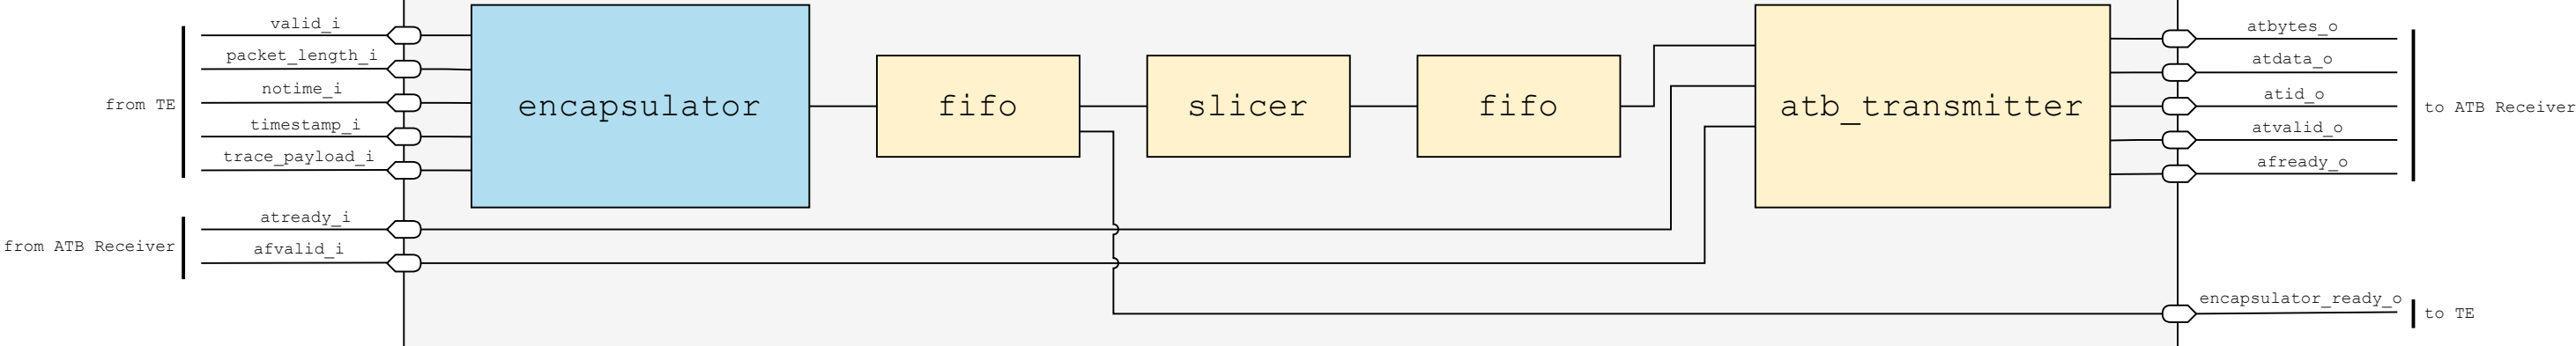 valid_i
packet_length_i
notime_i
timestamp_i
trace_payload_i
from TE
atready_i
afvalid_i
from ATB Receiver
encapsulator
fifo
slicer
fifo
atb_transmitter
atbytes_o
atdata_o
atid_o
atvalid_o
afready_o
to ATB Receiver
encapsulator_ready_o
to TE